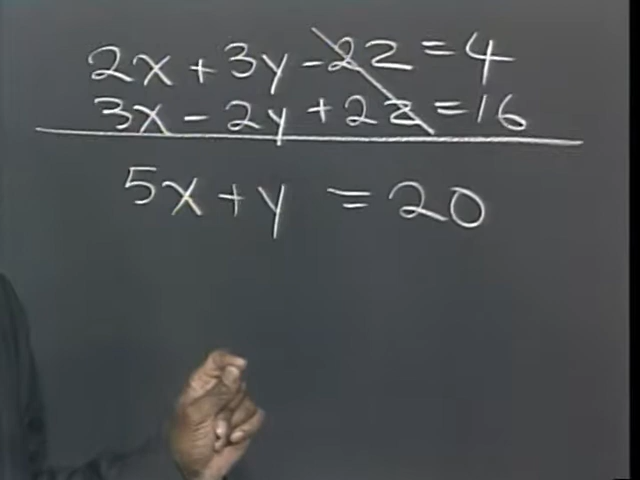 2x + 3y - 2z = 4
3x - 2y + 2z = 16
5x + y = 20